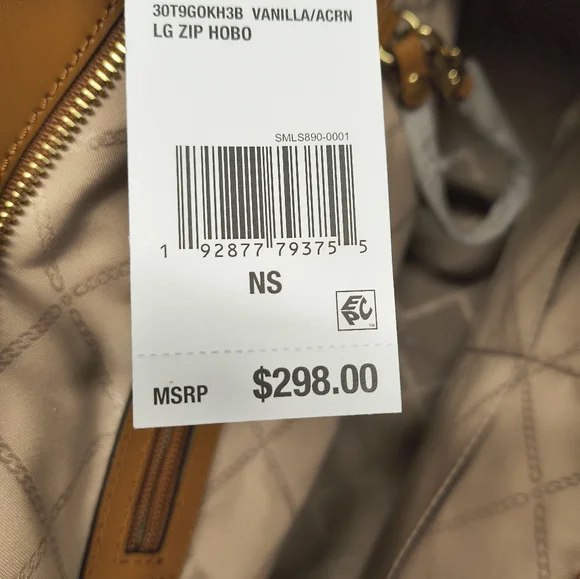 30T9GOKH3B VANILLA/ACRN
LG ZIP HOBO
SMLS890-0001
1 92877 79375 5
NS
EPC
MSRP $298.00